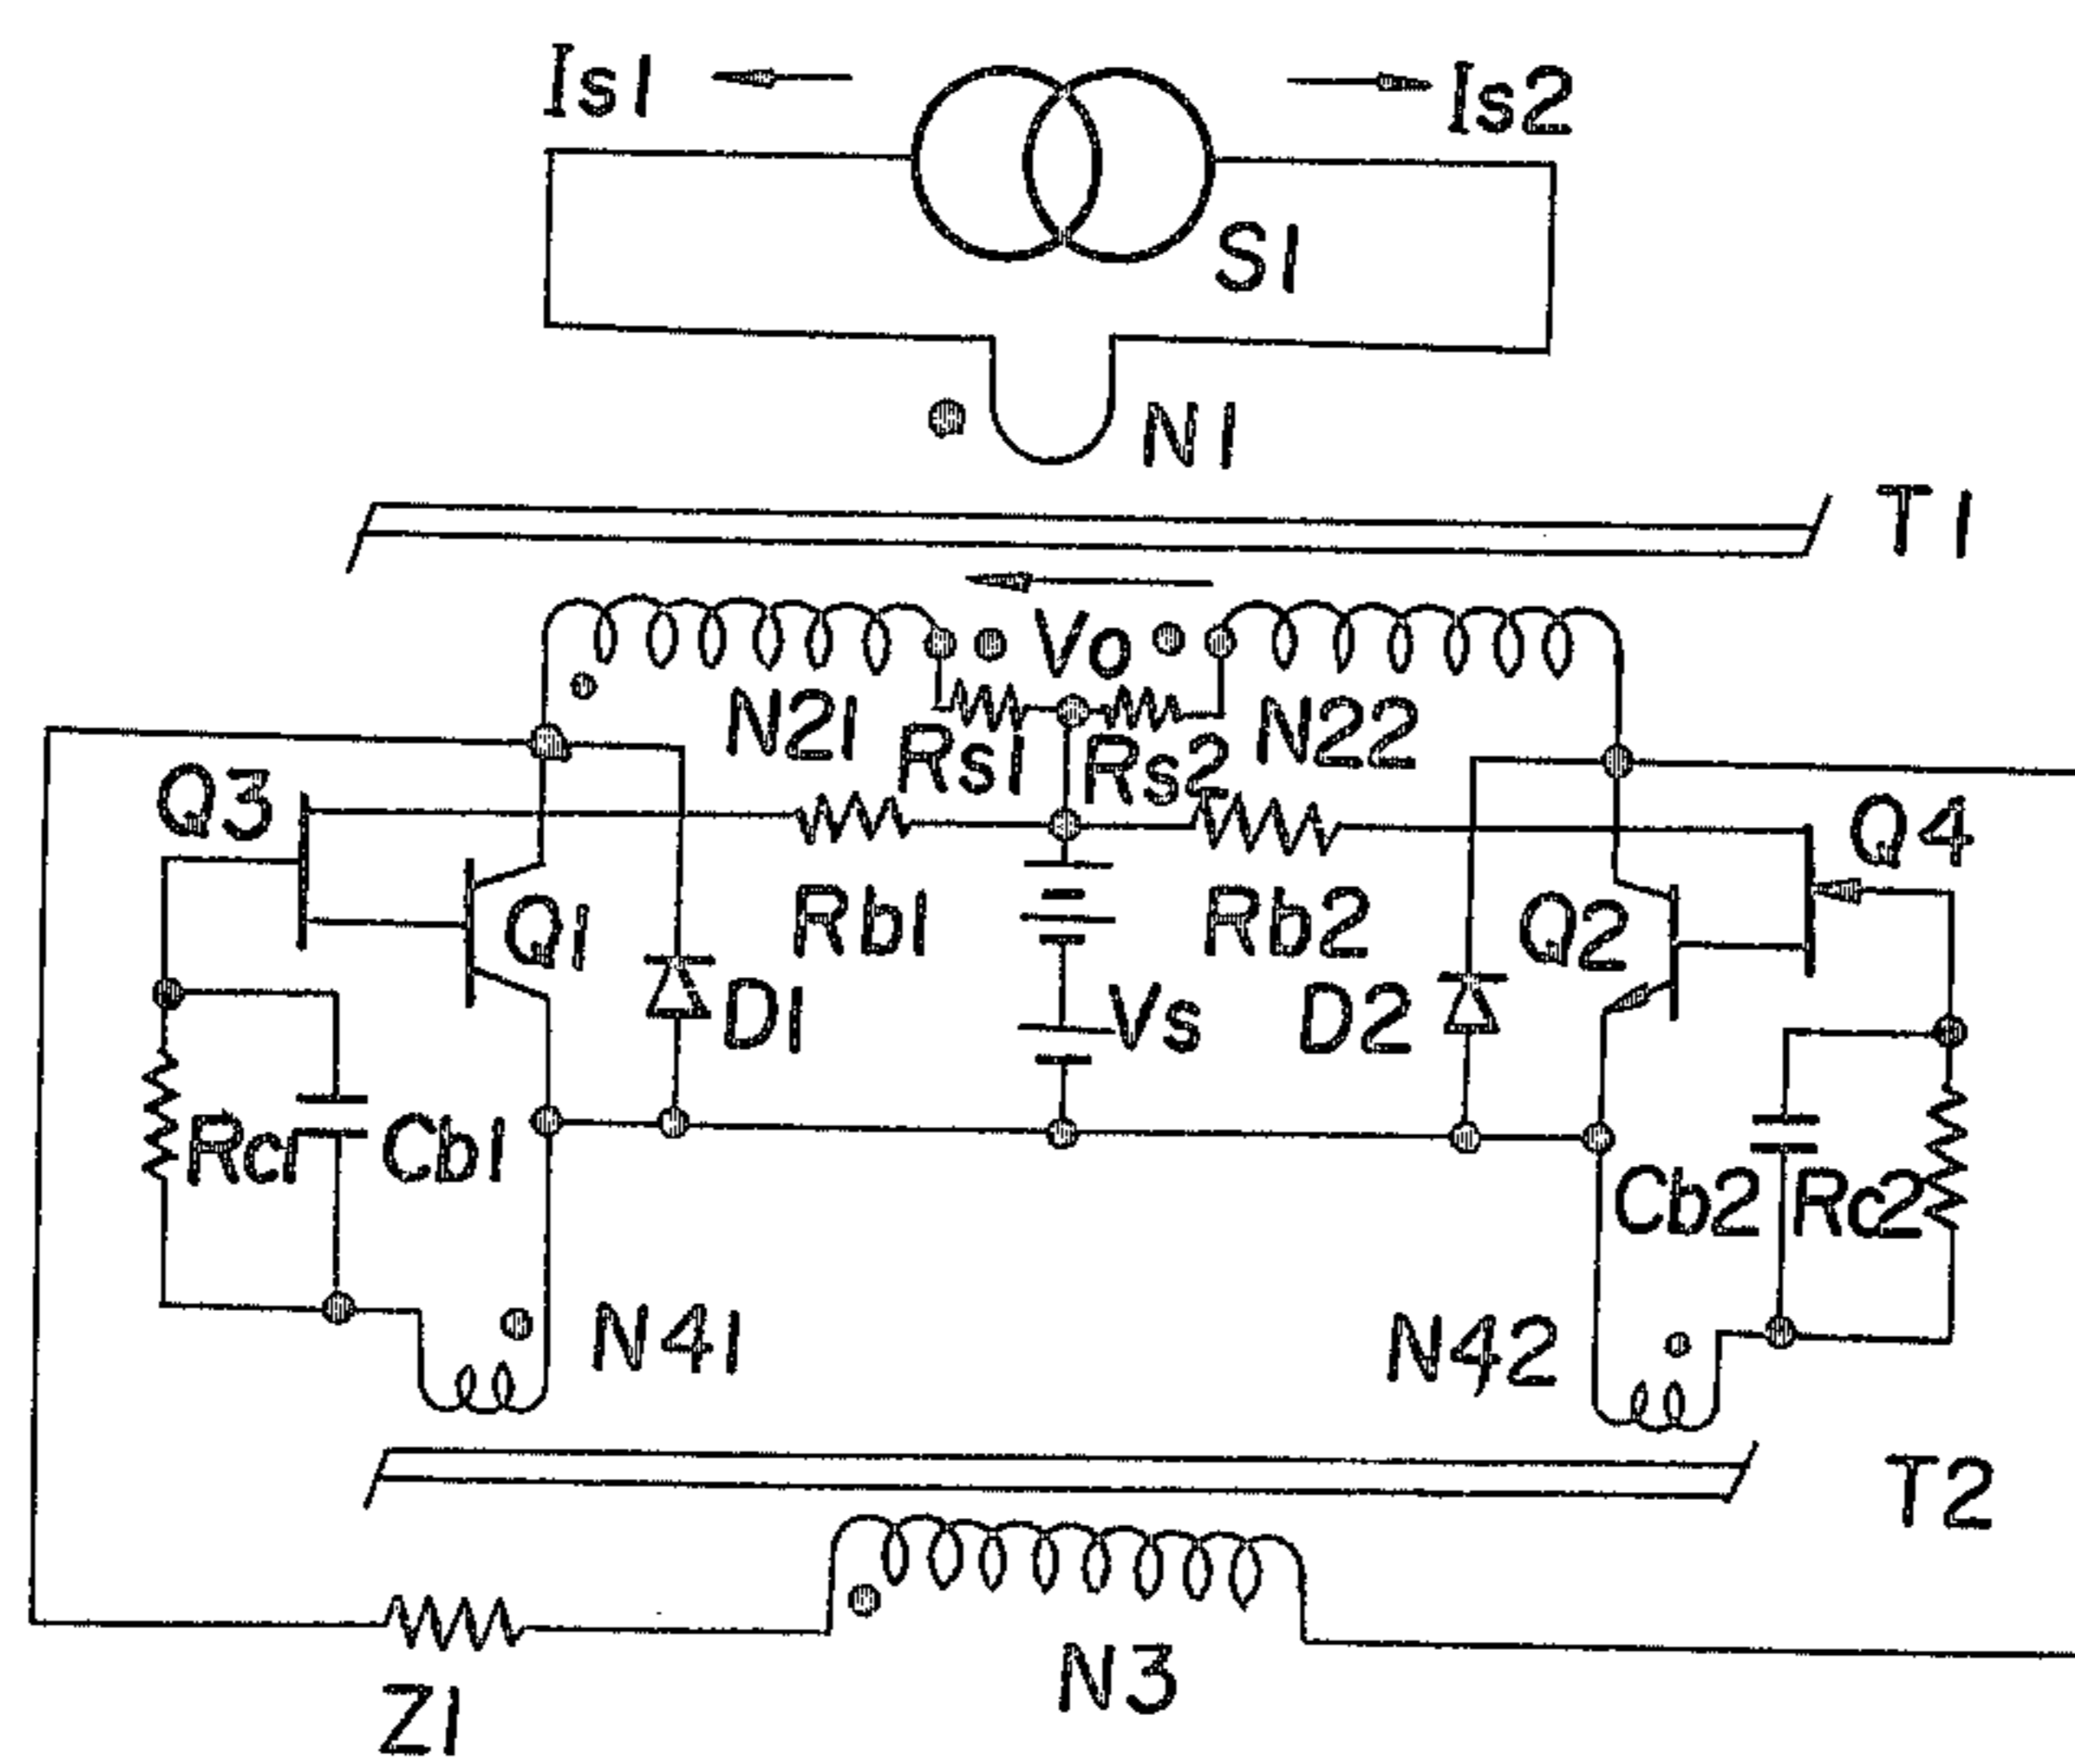 Is1 Is2
S1
N1
T1
Vo
N21 N22
Rs1 Rs2
Q3 Q4
Q1 Rb1 Rb2 Q2
D1 Vs D2
Rc1 Cb1 Cb2 Rc2
N41 N42
T2
N3
Z1